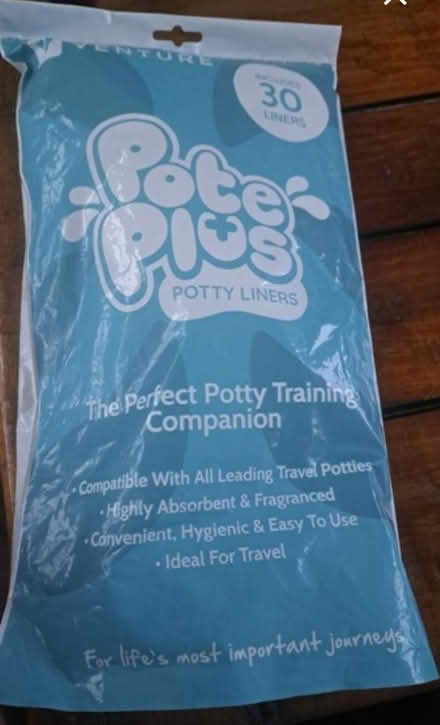 VENTURE
INCLUDES
30
LINERS
Pote
Plus
POTTY LINERS
The Perfect Potty Training
Companion
• Compatible With All Leading Travel Potties
• Highly Absorbent & Fragranced
• Convenient, Hygienic & Easy To Use
• Ideal For Travel
For life's most important journeys